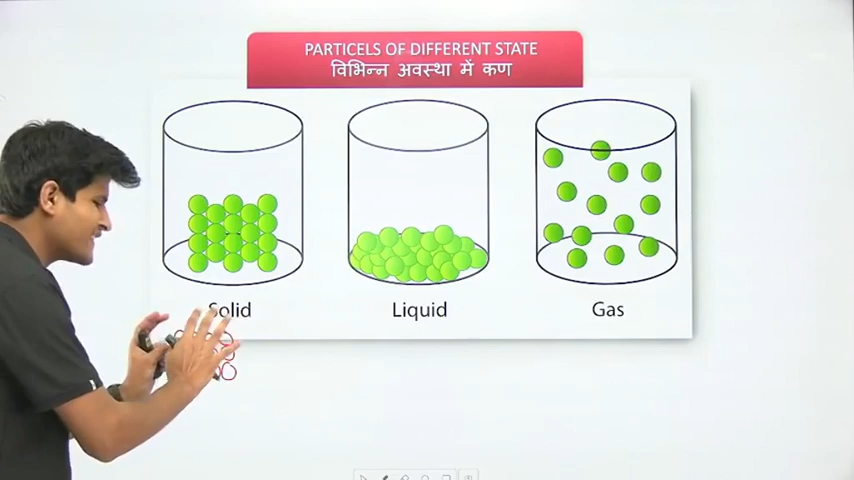 PARTICELS OF DIFFERENT STATE
विभिन्न अवस्था में कण
Solid
Liquid
Gas